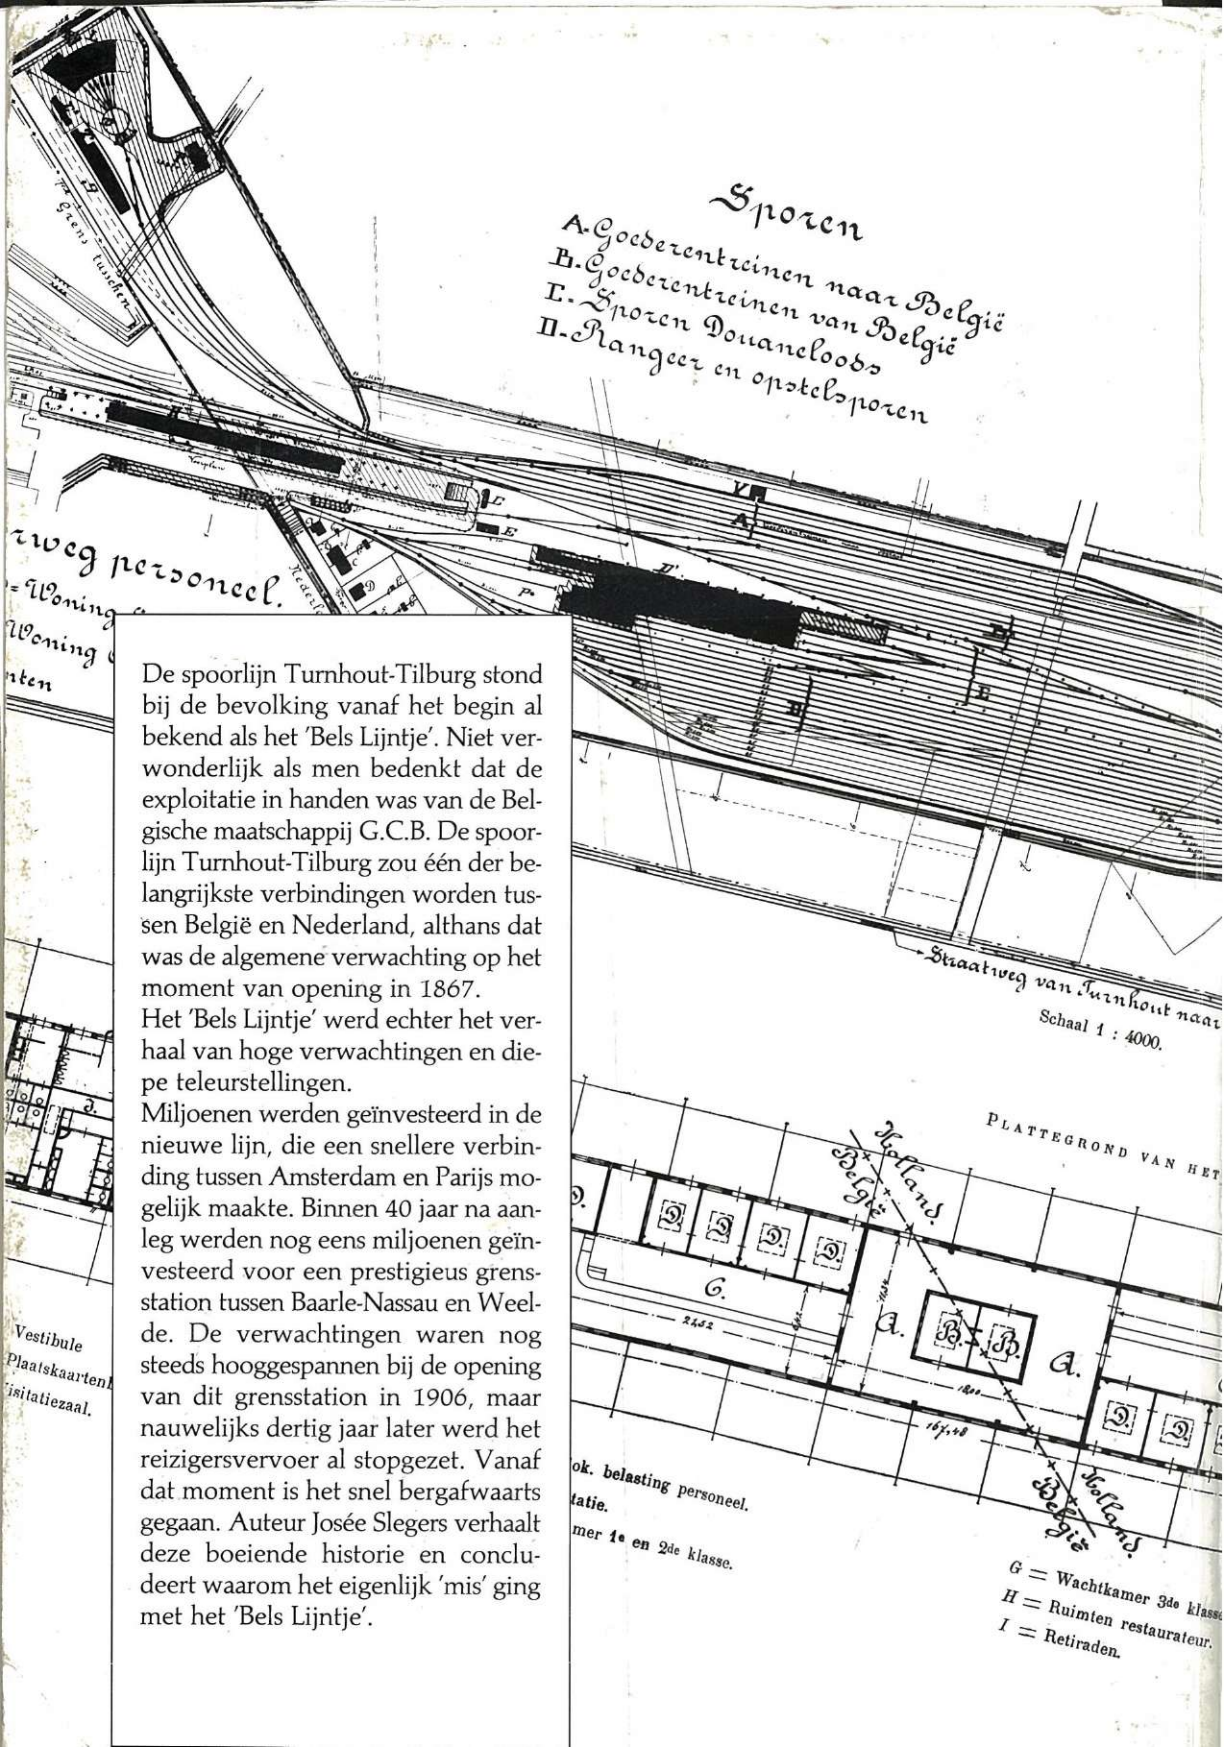 Sporen
A. Goederentreinen naar België
B. Goederentreinen van België
C. Sporen Douaneloods
D. Rangeer en opstelsporen
Grens tusschen
rweg personeel.
= Woning
Woning
nten
De spoorlijn Turnhout-Tilburg stond
bij de bevolking vanaf het begin al
bekend als het 'Bels Lijntje'. Niet ver-
wonderlijk als men bedenkt dat de
exploitatie in handen was van de Bel-
gische maatschappij G.C.B. De spoor-
lijn Turnhout-Tilburg zou één der be-
langrijkste verbindingen worden tus-
sen België en Nederland, althans dat
was de algemene verwachting op het
moment van opening in 1867.
Het 'Bels Lijntje' werd echter het ver-
haal van hoge verwachtingen en die-
pe teleurstellingen.
Miljoenen werden geïnvesteerd in de
nieuwe lijn, die een snellere verbin-
ding tussen Amsterdam en Parijs mo-
gelijk maakte. Binnen 40 jaar na aan-
leg werden nog eens miljoenen geïn-
vesteerd voor een prestigieus grens-
station tussen Baarle-Nassau en Weel-
de. De verwachtingen waren nog
steeds hooggespannen bij de opening
van dit grensstation in 1906, maar
nauwelijks dertig jaar later werd het
reizigersvervoer al stopgezet. Vanaf
dat moment is het snel bergafwaarts
gegaan. Auteur Josée Slegers verhaalt
deze boeiende historie en conclu-
deert waarom het eigenlijk 'mis' ging
met het 'Bels Lijntje'.
Straatweg van Turnhout naar
Schaal 1 : 4000.
PLATTEGROND VAN HET
Holland.
België
D.
D.
D.
D.
D.
C.
A.
B.
B.
A.
D.
D.
167,48
Holland.
België
Vestibule
Plaatskaarten
isitatiezaal.
ok. belasting personeel.
tatie.
mer 1e en 2de klasse.
G = Wachtkamer 3de klasse
H = Ruimten restaurateur.
I = Retiraden.